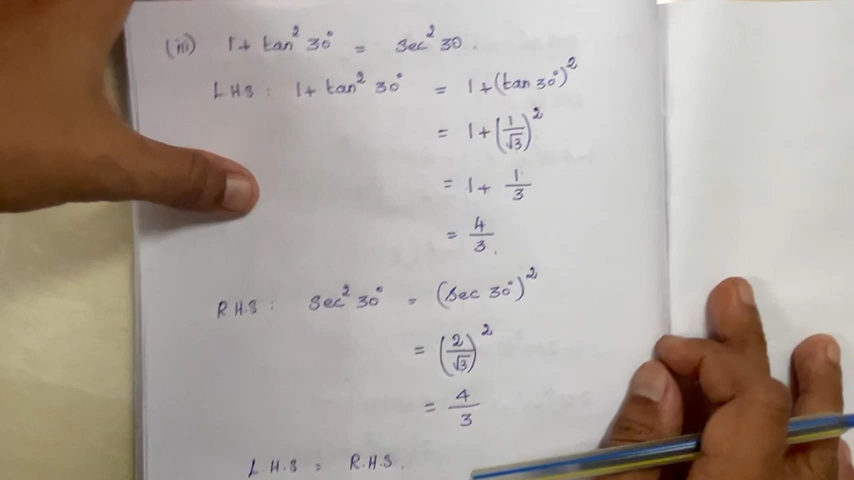 (iii) 1 + tan² 30° = sec² 30.
L.H.S : 1 + tan² 30° = 1 + (tan 30°)²
= 1 + (1/√3)²
= 1 + 1/3
= 4/3.
R.H.S : sec² 30° = (sec 30°)²
= (2/√3)²
= 4/3
L.H.S = R.H.S.